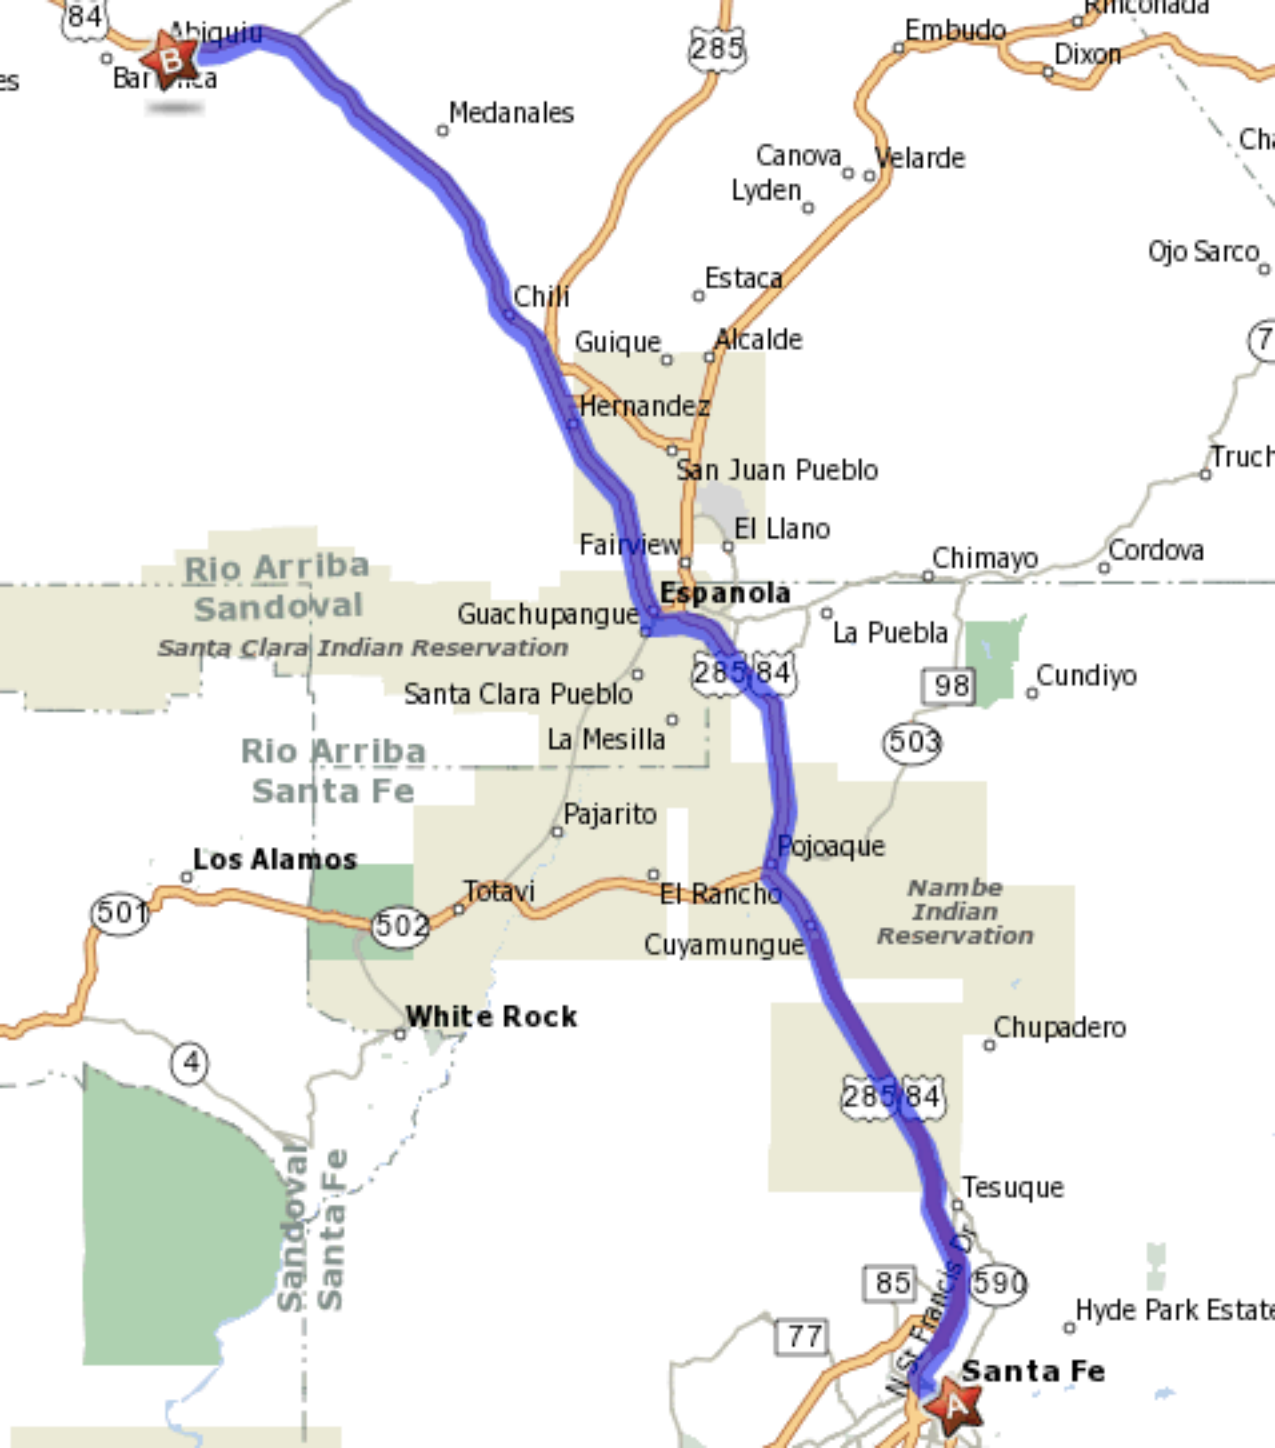 Rinconada
84
Abiquiu
Embudo
285
Dixon
es
B
Medanales
Cha
Canova
Velarde
Lyden
Ojo Sarco
Estaca
Chili
Guique
Alcalde
7
Hernandez
Truch
San Juan Pueblo
El Llano
Fairview
Chimayo
Cordova
Rio Arriba
Sandoval
Espanola
Guachupangue
La Puebla
Santa Clara Indian Reservation
285 84
Cundiyo
98
Santa Clara Pueblo
La Mesilla
503
Rio Arriba
Santa Fe
Pajarito
Pojoaque
Los Alamos
Totavi
El Rancho
Nambe
Indian
Reservation
501
502
Cuyamungue
White Rock
Chupadero
4
285 84
Sandoval
Santa Fe
Tesuque
N St Francis Dr
85
590
Hyde Park Estate
77
Santa Fe
A